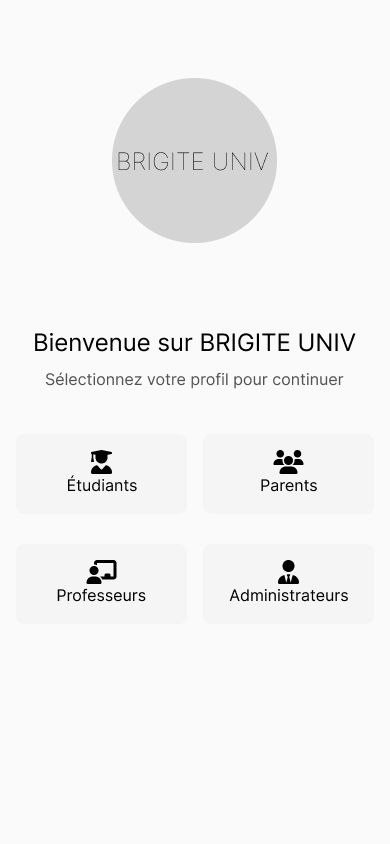 BRIGITE UNIV
Bienvenue sur BRIGITE UNIV
Sélectionnez votre profil pour continuer
Étudiants
Parents
Professeurs
Administrateurs